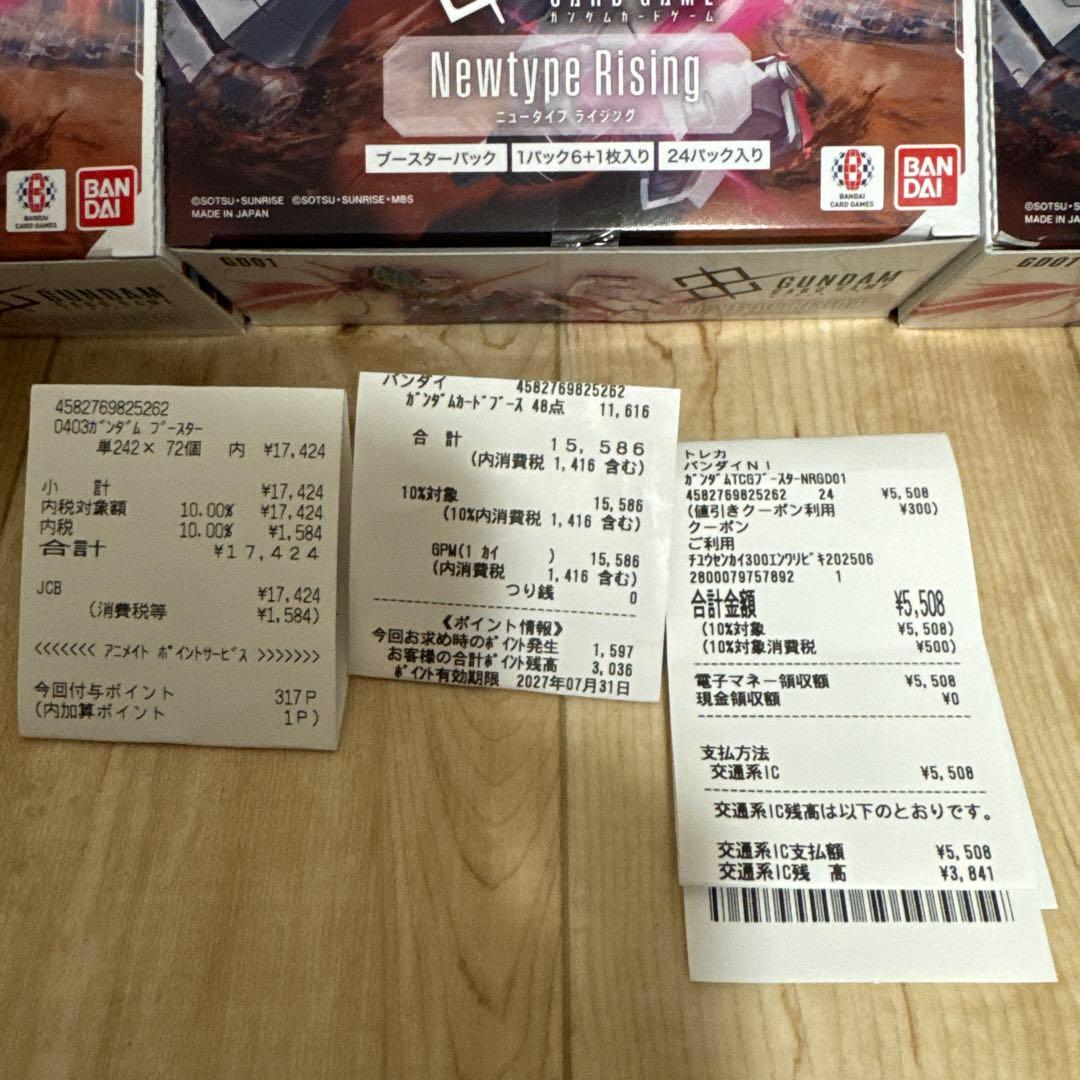 CARD GAME
ガンダムカードゲーム
Newtype Rising
ニュータイプ ライジング
ブースターパック
1パック6+1枚入り
24パック入り
BANDAI
CARD GAMES
BAN
DAI
©SOTSU・SUNRISE ©SOTSU・SUNRISE・MBS
MADE IN JAPAN
BANDAI
CARD GAMES
BAN
DAI
©SOTSU・S
MADE IN JAPAN
GD01
GUNDAM
CARD GAME
GD01
GUNDAM
4582769825262
0403ガンダム ブースター
単242× 72個 内 ¥17,424
小 計 ¥17,424
内税対象額 10.00% ¥17,424
内税 10.00% ¥1,584
合計 ¥17,424
JCB ¥17,424
(消費税等 ¥1,584)
<<<<<<< アニメイト ポイントサービス >>>>>>>
今回付与ポイント 317P
(内加算ポイント 1P)
バンダイ 4582769825262
ガンダムカードブース 48点 11,616
合 計 15,586
(内消費税 1,416 含む)
10%対象 15,586
(10%内消費税 1,416 含む)
GPM(1 カイ ) 15,586
(内消費税 1,416 含む)
つり銭 0
《ポイント情報》
今回お求め時のポイント発生 1,597
お客様の合計ポイント残高 3,036
ポイント有効期限 2027年07月31日
トレカ
バンダイNI
ガンダムTCGブースターNRGD01
4582769825262 24 ¥5,508
(値引きクーポン利用 ¥300)
クーポン
ご利用
チュウセンカイ300エンワリビキ202506
2800079757892 1
合計金額 ¥5,508
(10%対象 ¥5,508)
(10%対象消費税 ¥500)
電子マネー領収額 ¥5,508
現金領収額 ¥0
支払方法
交通系IC ¥5,508
交通系IC残高は以下のとおりです。
交通系IC支払額 ¥5,508
交通系IC残 高 ¥3,841